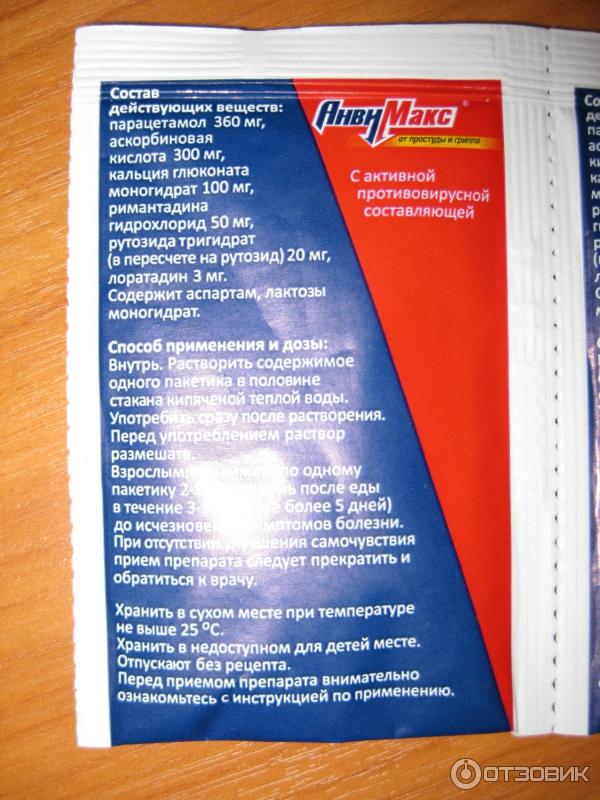 Состав
действующих веществ:
парацетамол 360 мг,
аскорбиновая
кислота 300 мг,
кальция глюконата
моногидрат 100 мг,
римантадина
гидрохлорид 50 мг,
рутозида тригидрат
(в пересчете на рутозид) 20 мг,
лоратадин 3 мг.
Содержит аспартам, лактозы
моногидрат.
Способ применения и дозы:
Внутрь. Растворить содержимое
одного пакетика в половине
стакана кипяченой теплой воды.
Употребить сразу после растворения.
Перед употреблением раствор
размешать.
Взрослым: по одному
пакетику после еды
в течение более 5 дней)
до симптомов болезни.
При отсутствии улучшения самочувствия
прием препарата следует прекратить и
обратиться к врачу.
Хранить в сухом месте при температуре
не выше 25 °C.
Хранить в недоступном для детей месте.
Отпускают без рецепта.
Перед приемом препарата внимательно
ознакомьтесь с инструкцией по применению.
АнвиМакс ®
от простуды и гриппа
С активной
противовирусной
составляющей
ОТЗОВИК